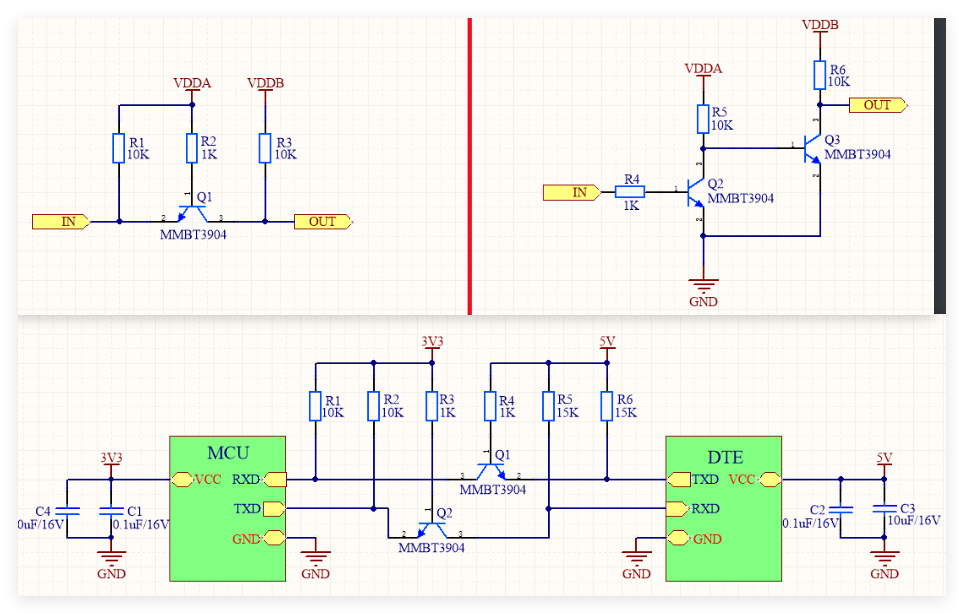 VDDA
VDDB
R1
10K
R2
1K
R3
10K
1
Q1
IN
2
3
OUT
MMBT3904
VDDB
R6
10K
OUT
VDDA
R5
10K
3
1
Q3
MMBT3904
2
3
IN
R4
1K
1
Q2
MMBT3904
2
GND
3V3
5V
R1
10K
R2
10K
R3
1K
R4
1K
R5
15K
R6
15K
MCU
DTE
3V3
VCC
RXD
3
1
Q1
2
MMBT3904
TXD
VCC
5V
C4
0uF/16V
C1
0.1uF/16V
TXD
1
Q2
2
3
MMBT3904
RXD
C2
0.1uF/16V
C3
10uF/16V
GND
GND
GND
GND
GND
GND